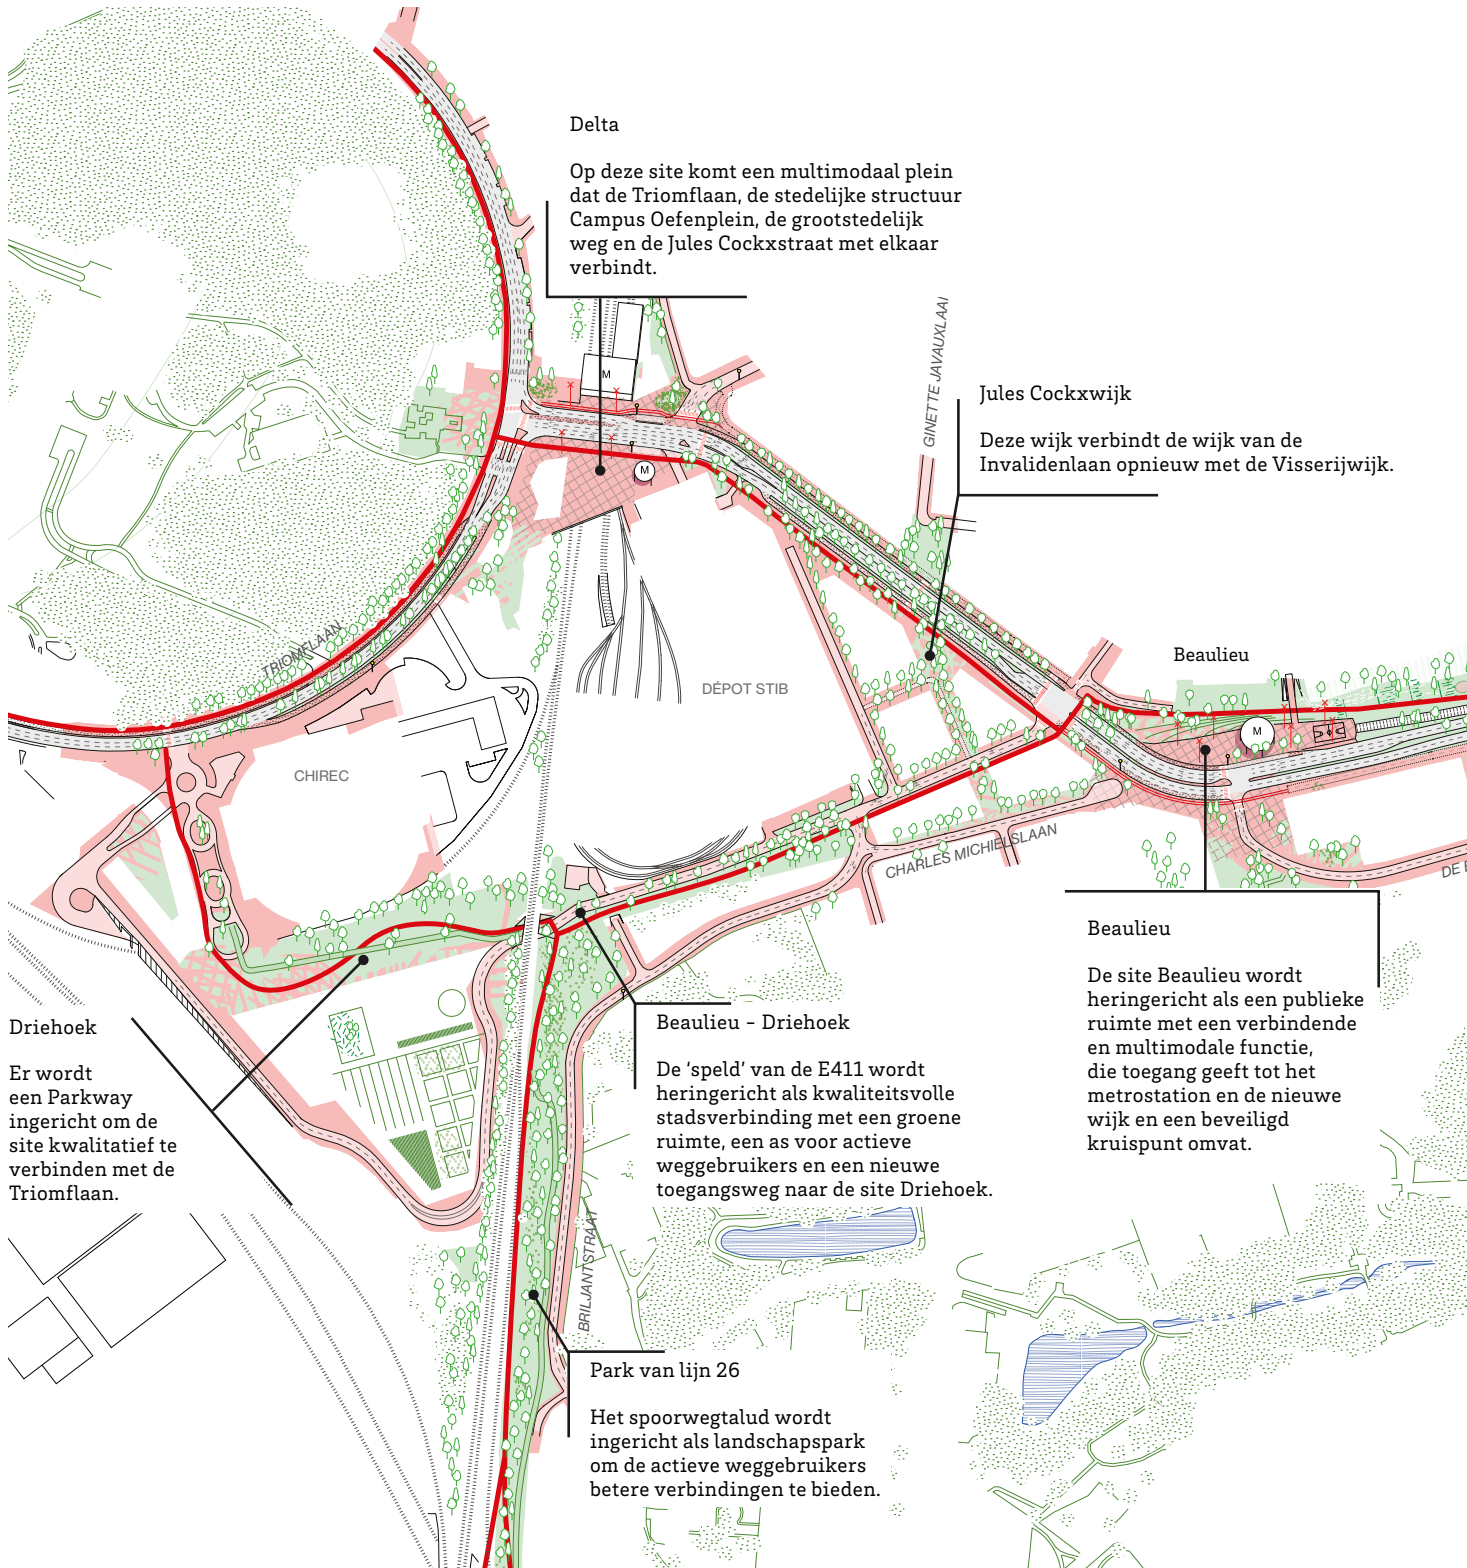 Delta
Op deze site komt een multimodaal plein
dat de Triomflaan, de stedelijke structuur
Campus Oefenplein, de grootstedelijk
weg en de Jules Cockxstraat met elkaar
verbindt.
GINETTE JAVAUXLAAI
M
Jules Cockxwijk
Deze wijk verbindt de wijk van de
Invalidenlaan opnieuw met de Visserijwijk.
M
TRIOMFLAAN
DÉPOT STIB
Beaulieu
M
CHIREC
CHARLES MICHIELSLAAN
DE
Beaulieu
De site Beaulieu wordt
heringericht als een publieke
ruimte met een verbindende
en multimodale functie,
die toegang geeft tot het
metrostation en de nieuwe
wijk en een beveiligd
kruispunt omvat.
Driehoek
Er wordt
een Parkway
ingericht om de
site kwalitatief te
verbinden met de
Triomflaan.
Beaulieu – Driehoek
De ‘speld’ van de E411 wordt
heringericht als kwaliteitsvolle
stadsverbinding met een groene
ruimte, een as voor actieve
weggebruikers en een nieuwe
toegangsweg naar de site Driehoek.
BRILJANTSTRAAT
Park van lijn 26
Het spoorwegtalud wordt
ingericht als landschapspark
om de actieve weggebruikers
betere verbindingen te bieden.